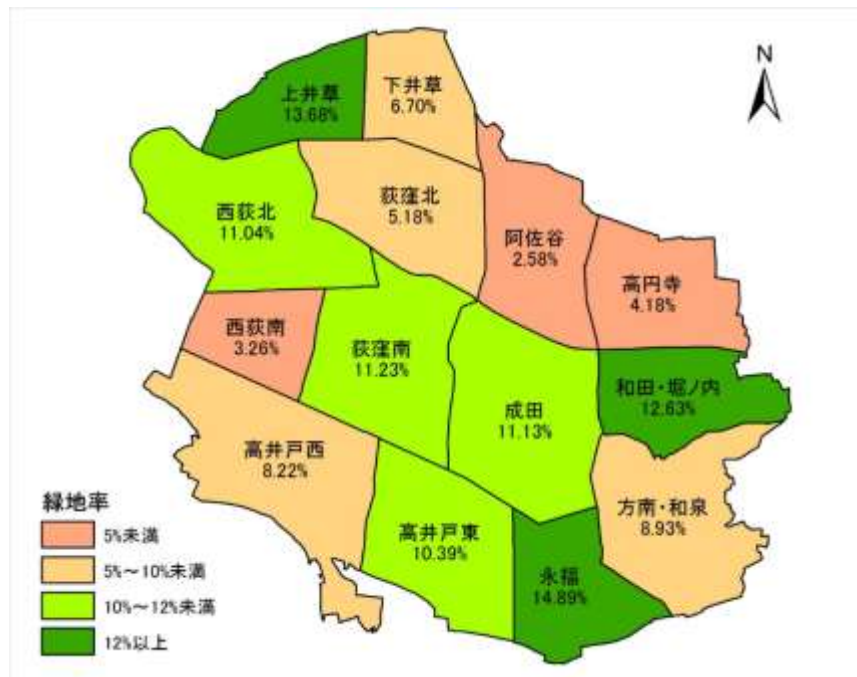 N
上井草
13.68%
下井草
6.70%
西荻北
11.04%
荻窪北
5.18%
阿佐谷
2.58%
高円寺
4.18%
西荻南
3.26%
荻窪南
11.23%
成田
11.13%
和田・堀ノ内
12.63%
高井戸西
8.22%
高井戸東
10.39%
永福
14.89%
方南・和泉
8.93%
緑地率
5%未満
5%～10%未満
10%～12%未満
12%以上